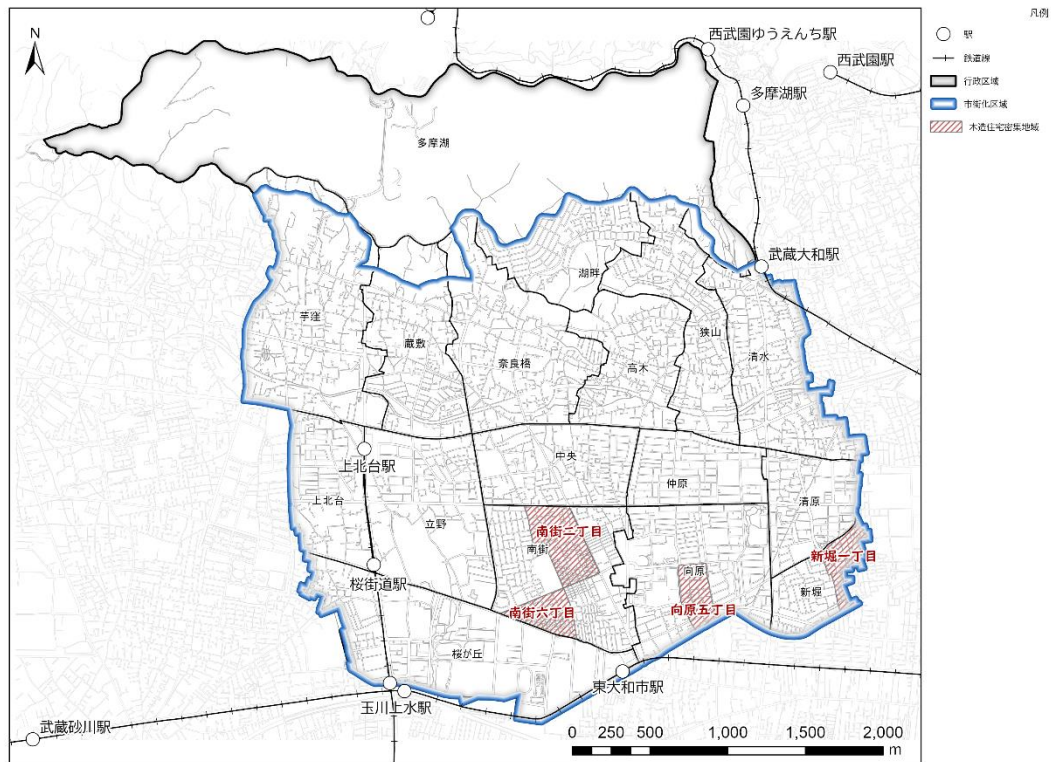 凡例
駅
鉄道線
行政区域
市街化区域
木造住宅密集地域
N
西武園ゆうえんち駅
西武園駅
多摩湖駅
多摩湖
武蔵大和駅
湖畔
芋窪
蔵敷
奈良橋
高木
狭山
清水
上北台駅
中央
仲原
上北台
立野
清原
南街二丁目
南街
新堀一丁目
桜街道駅
向原
新堀
南街六丁目
向原五丁目
桜が丘
東大和市駅
玉川上水駅
武蔵砂川駅
0 250 500 1,000 1,500 2,000
m